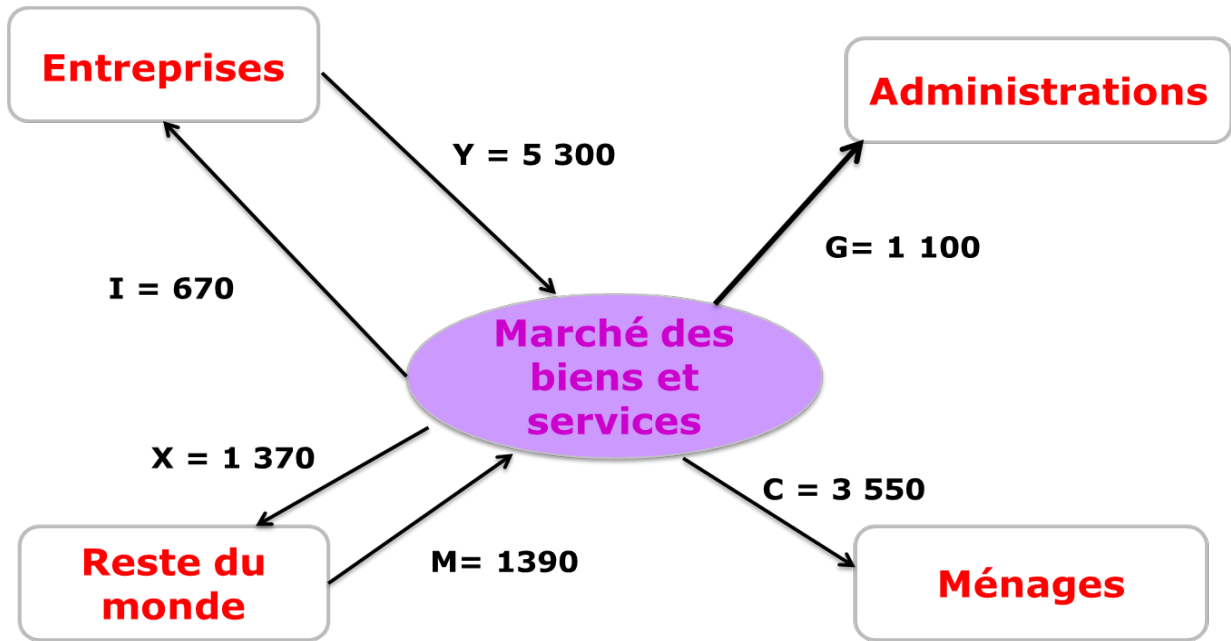 Entreprises
Administrations
Y = 5 300
G= 1 100
I = 670
Marché des
biens et
services
X = 1 370
C = 3 550
M= 1390
Reste du
monde
Ménages